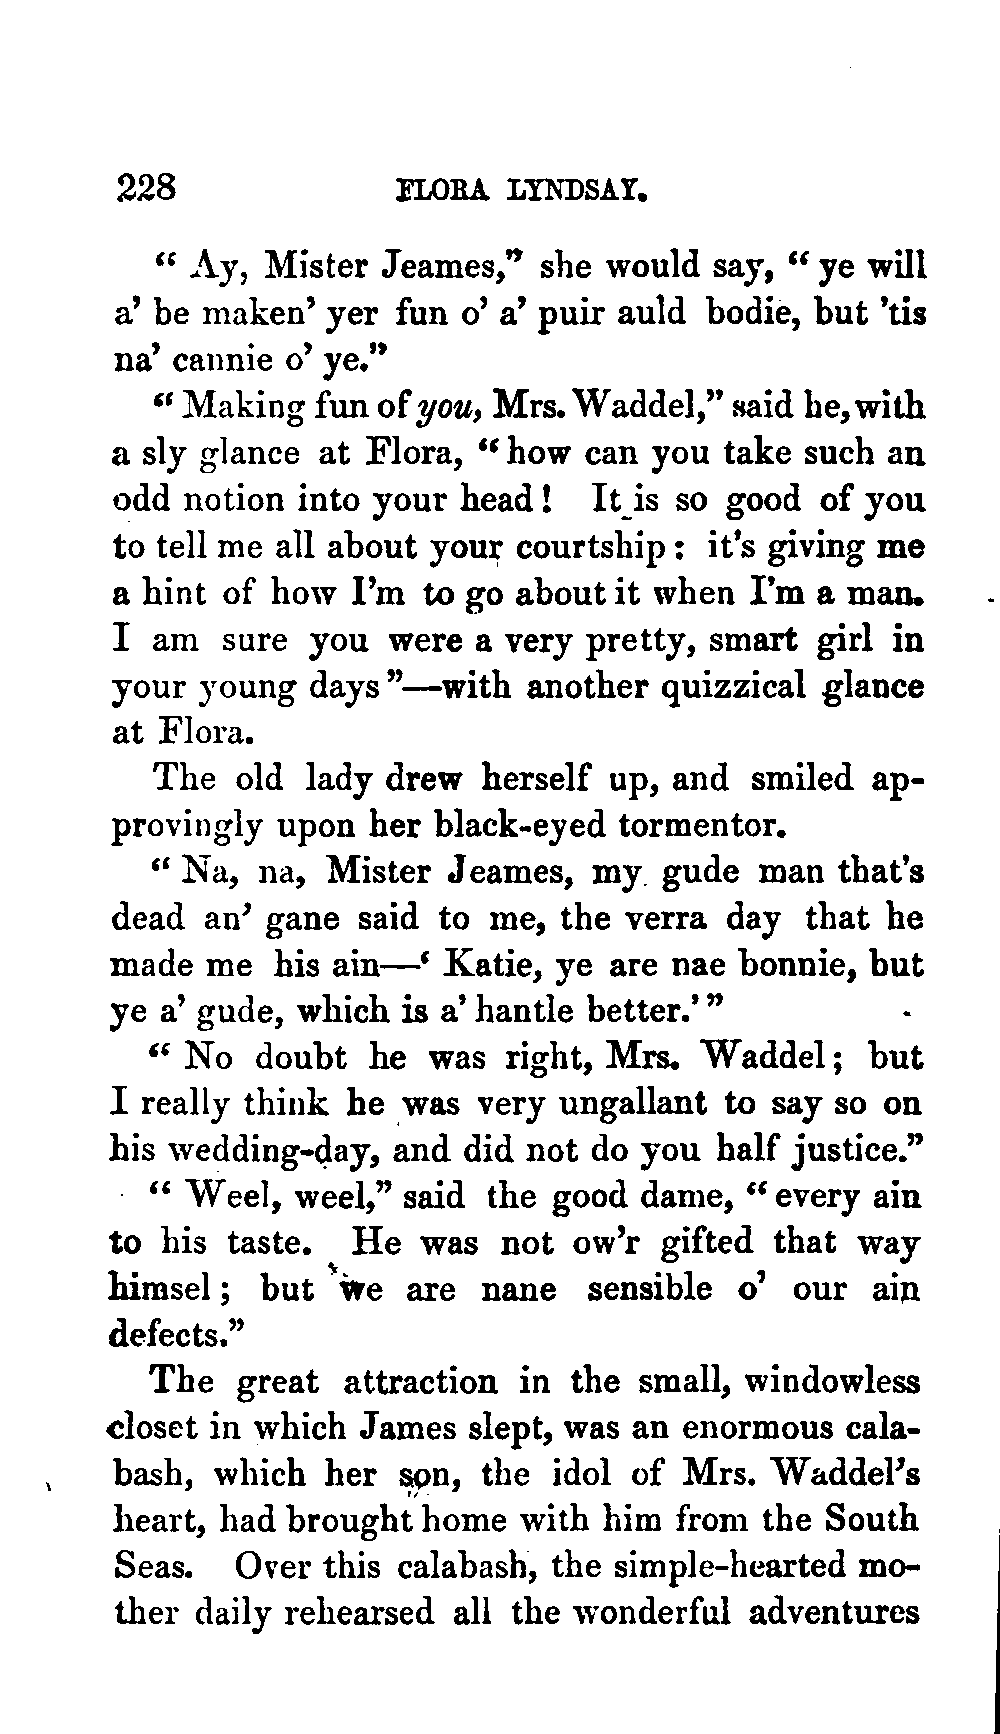 228 FLORA LYNDSAY.
" Ay, Mister Jeames," she would say, " ye will
a' be maken' yer fun o' a' puir auld bodie, but 'tis
na' cannie o' ye."
" Making fun of you, Mrs. Waddel," said he, with
a sly glance at Flora, " how can you take such an
odd notion into your head ! It is so good of you
to tell me all about your courtship : it's giving me
a hint of how I'm to go about it when I'm a man.
I am sure you were a very pretty, smart girl in
your young days "—with another quizzical glance
at Flora.
The old lady drew herself up, and smiled ap-
provingly upon her black-eyed tormentor.
" Na, na, Mister Jeames, my gude man that's
dead an' gane said to me, the verra day that he
made me his ain—' Katie, ye are nae bonnie, but
ye a' gude, which is a' hantle better.' "
" No doubt he was right, Mrs. Waddel ; but
I really think he was very ungallant to say so on
his wedding-day, and did not do you half justice."
" Weel, weel," said the good dame, " every ain
to his taste. He was not ow'r gifted that way
himsel ; but we are nane sensible o' our ain
defects."
The great attraction in the small, windowless
closet in which James slept, was an enormous cala-
bash, which her son, the idol of Mrs. Waddel's
heart, had brought home with him from the South
Seas. Over this calabash, the simple-hearted mo-
ther daily rehearsed all the wonderful adventures